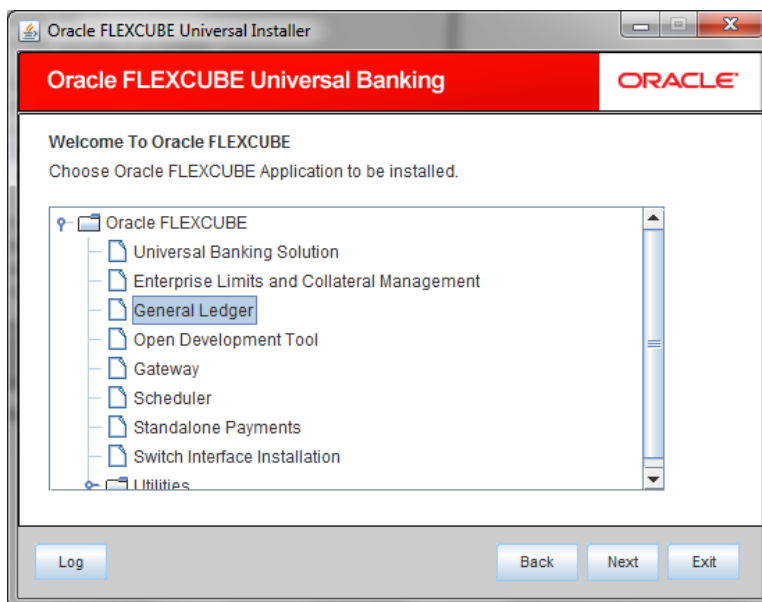 Oracle FLEXCUBE Universal Installer
X
Oracle FLEXCUBE Universal Banking
ORACLE
Welcome To Oracle FLEXCUBE
Choose Oracle FLEXCUBE Application to be installed.
Oracle FLEXCUBE
Universal Banking Solution
Enterprise Limits and Collateral Management
General Ledger
Open Development Tool
Gateway
Scheduler
Standalone Payments
Switch Interface Installation
Utilities
Log Back Next Exit